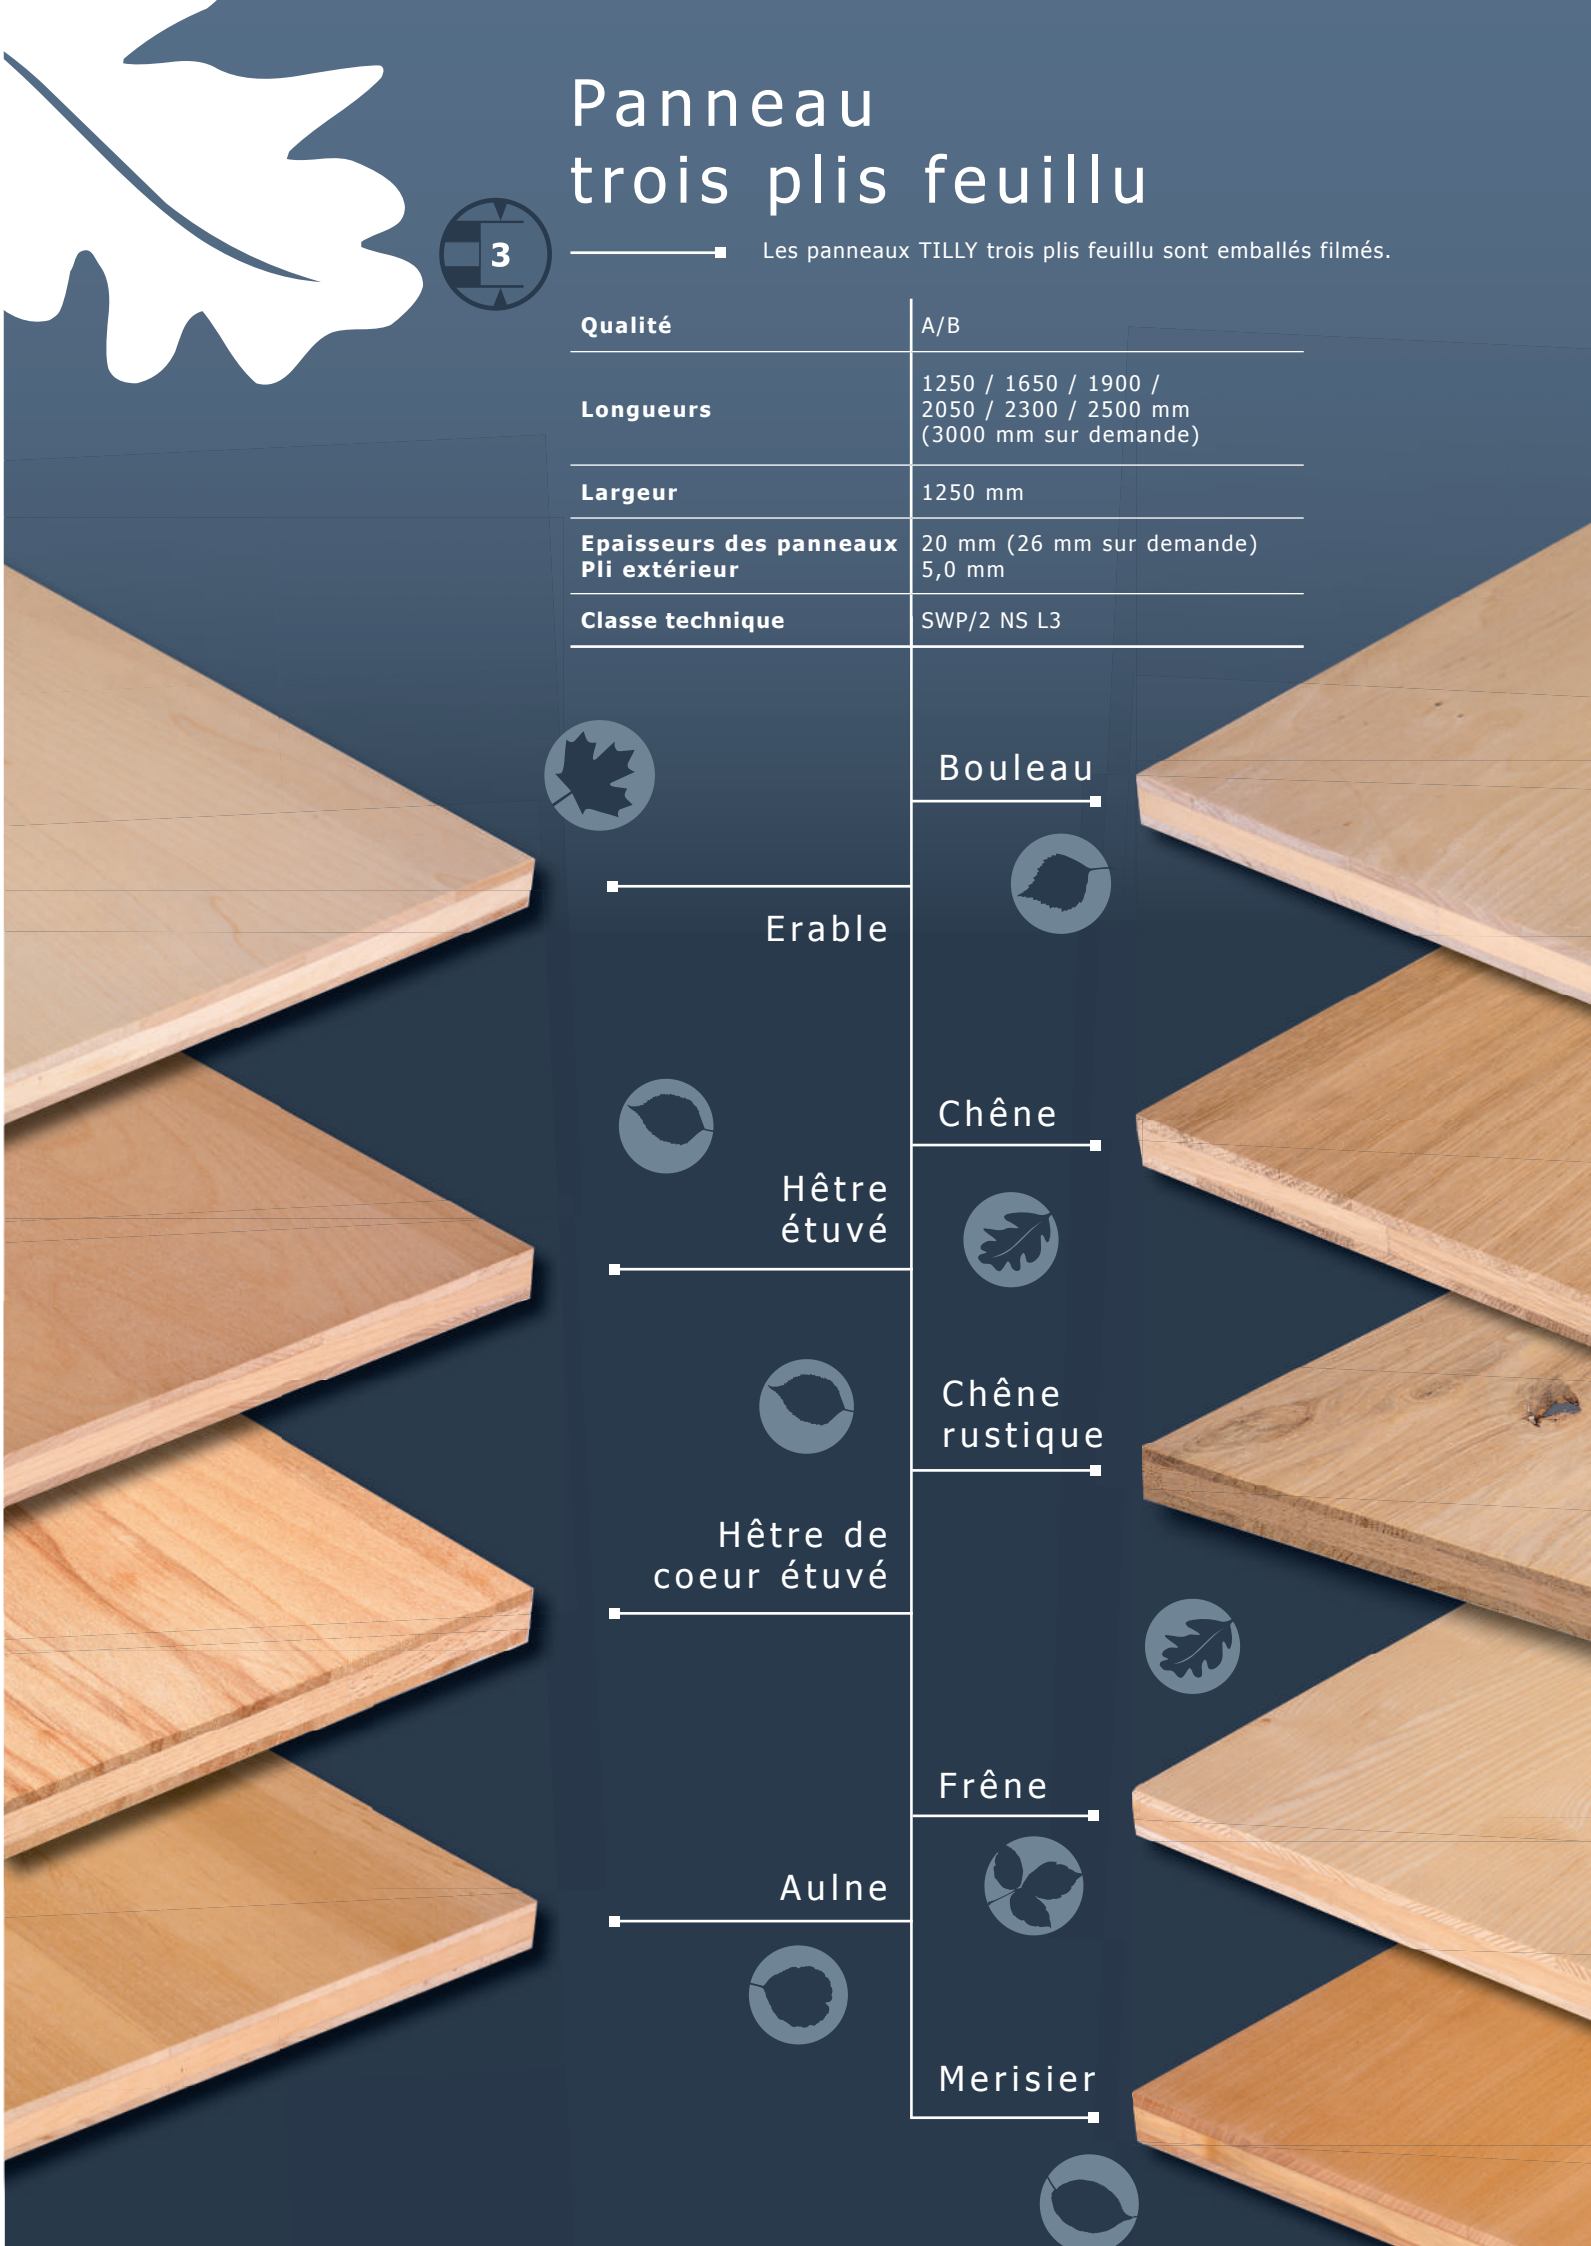 Panneau
trois plis feuillu
3
Les panneaux TILLY trois plis feuillu sont emballés filmés.
Qualité
A/B
Longueurs
1250 / 1650 / 1900 /
2050 / 2300 / 2500 mm
(3000 mm sur demande)
Largeur
1250 mm
Epaisseurs des panneaux
20 mm (26 mm sur demande)
Pli extérieur
5,0 mm
Classe technique
SWP/2 NS L3
Bouleau
Erable
Chêne
Hêtre
étuvé
Chêne
rustique
Hêtre de
coeur étuvé
Frêne
Aulne
Merisier